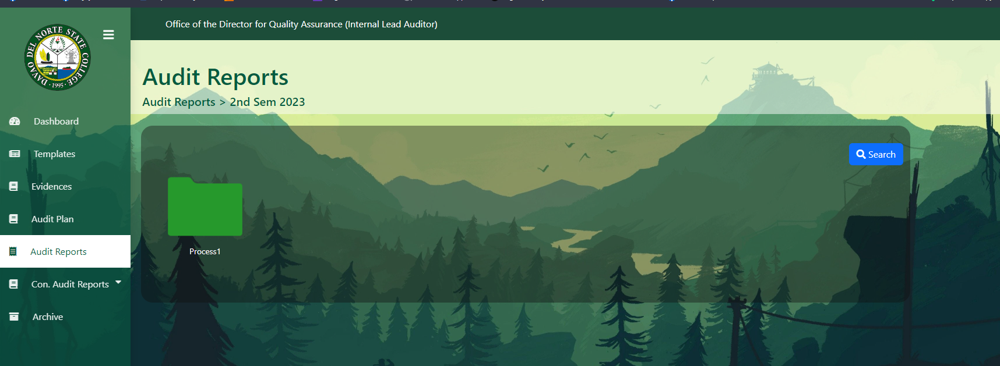 Office of the Director for Quality Assurance (Internal Lead Auditor)
DAVAO DEL NORTE STATE COLLEGE
· 1995 ·
Audit Reports
Audit Reports > 2nd Sem 2023
Dashboard
Templates
Evidences
Audit Plan
Audit Reports
Con. Audit Reports
Archive
Search
Process1